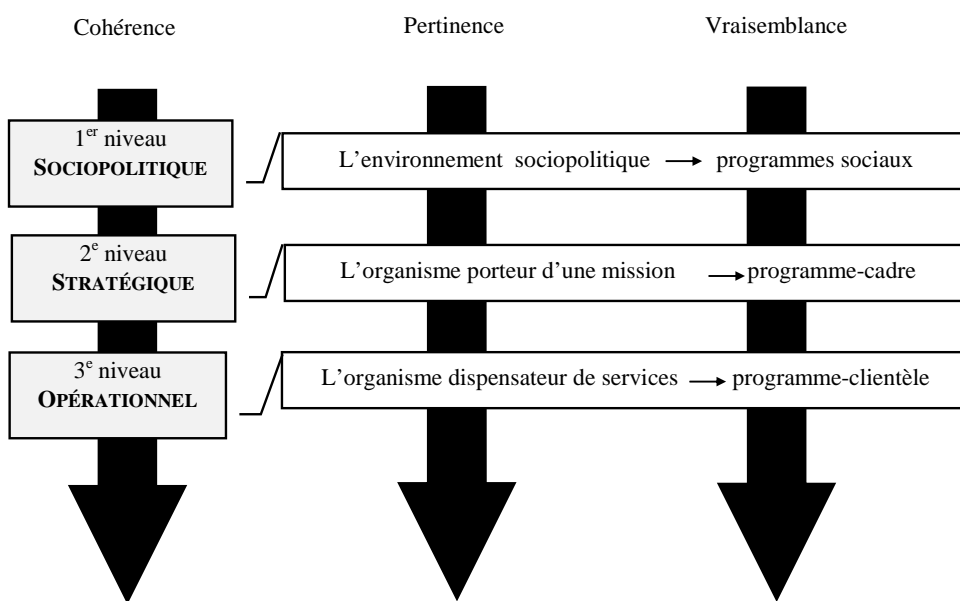 Cohérence
Pertinence
Vraisemblance
1er niveau
SOCIOPOLITIQUE
L'environnement sociopolitique → programmes sociaux
2e niveau
STRATÉGIQUE
L'organisme porteur d'une mission → programme-cadre
3e niveau
OPÉRATIONNEL
L'organisme dispensateur de services → programme-clientèle